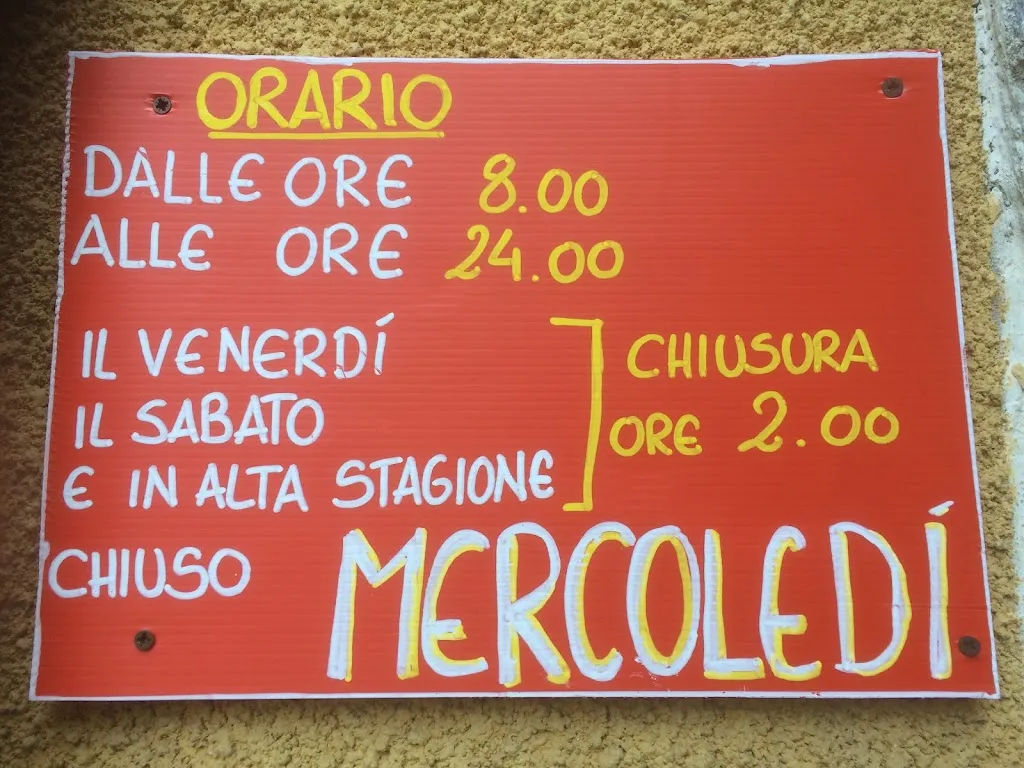 ORARIO
DALLE ORE 8.00
ALLE ORE 24.00
IL VENERDÍ
IL SABATO
E IN ALTA STAGIONE
CHIUSURA
ORE 2.00
CHIUSO MERCOLEDÍ